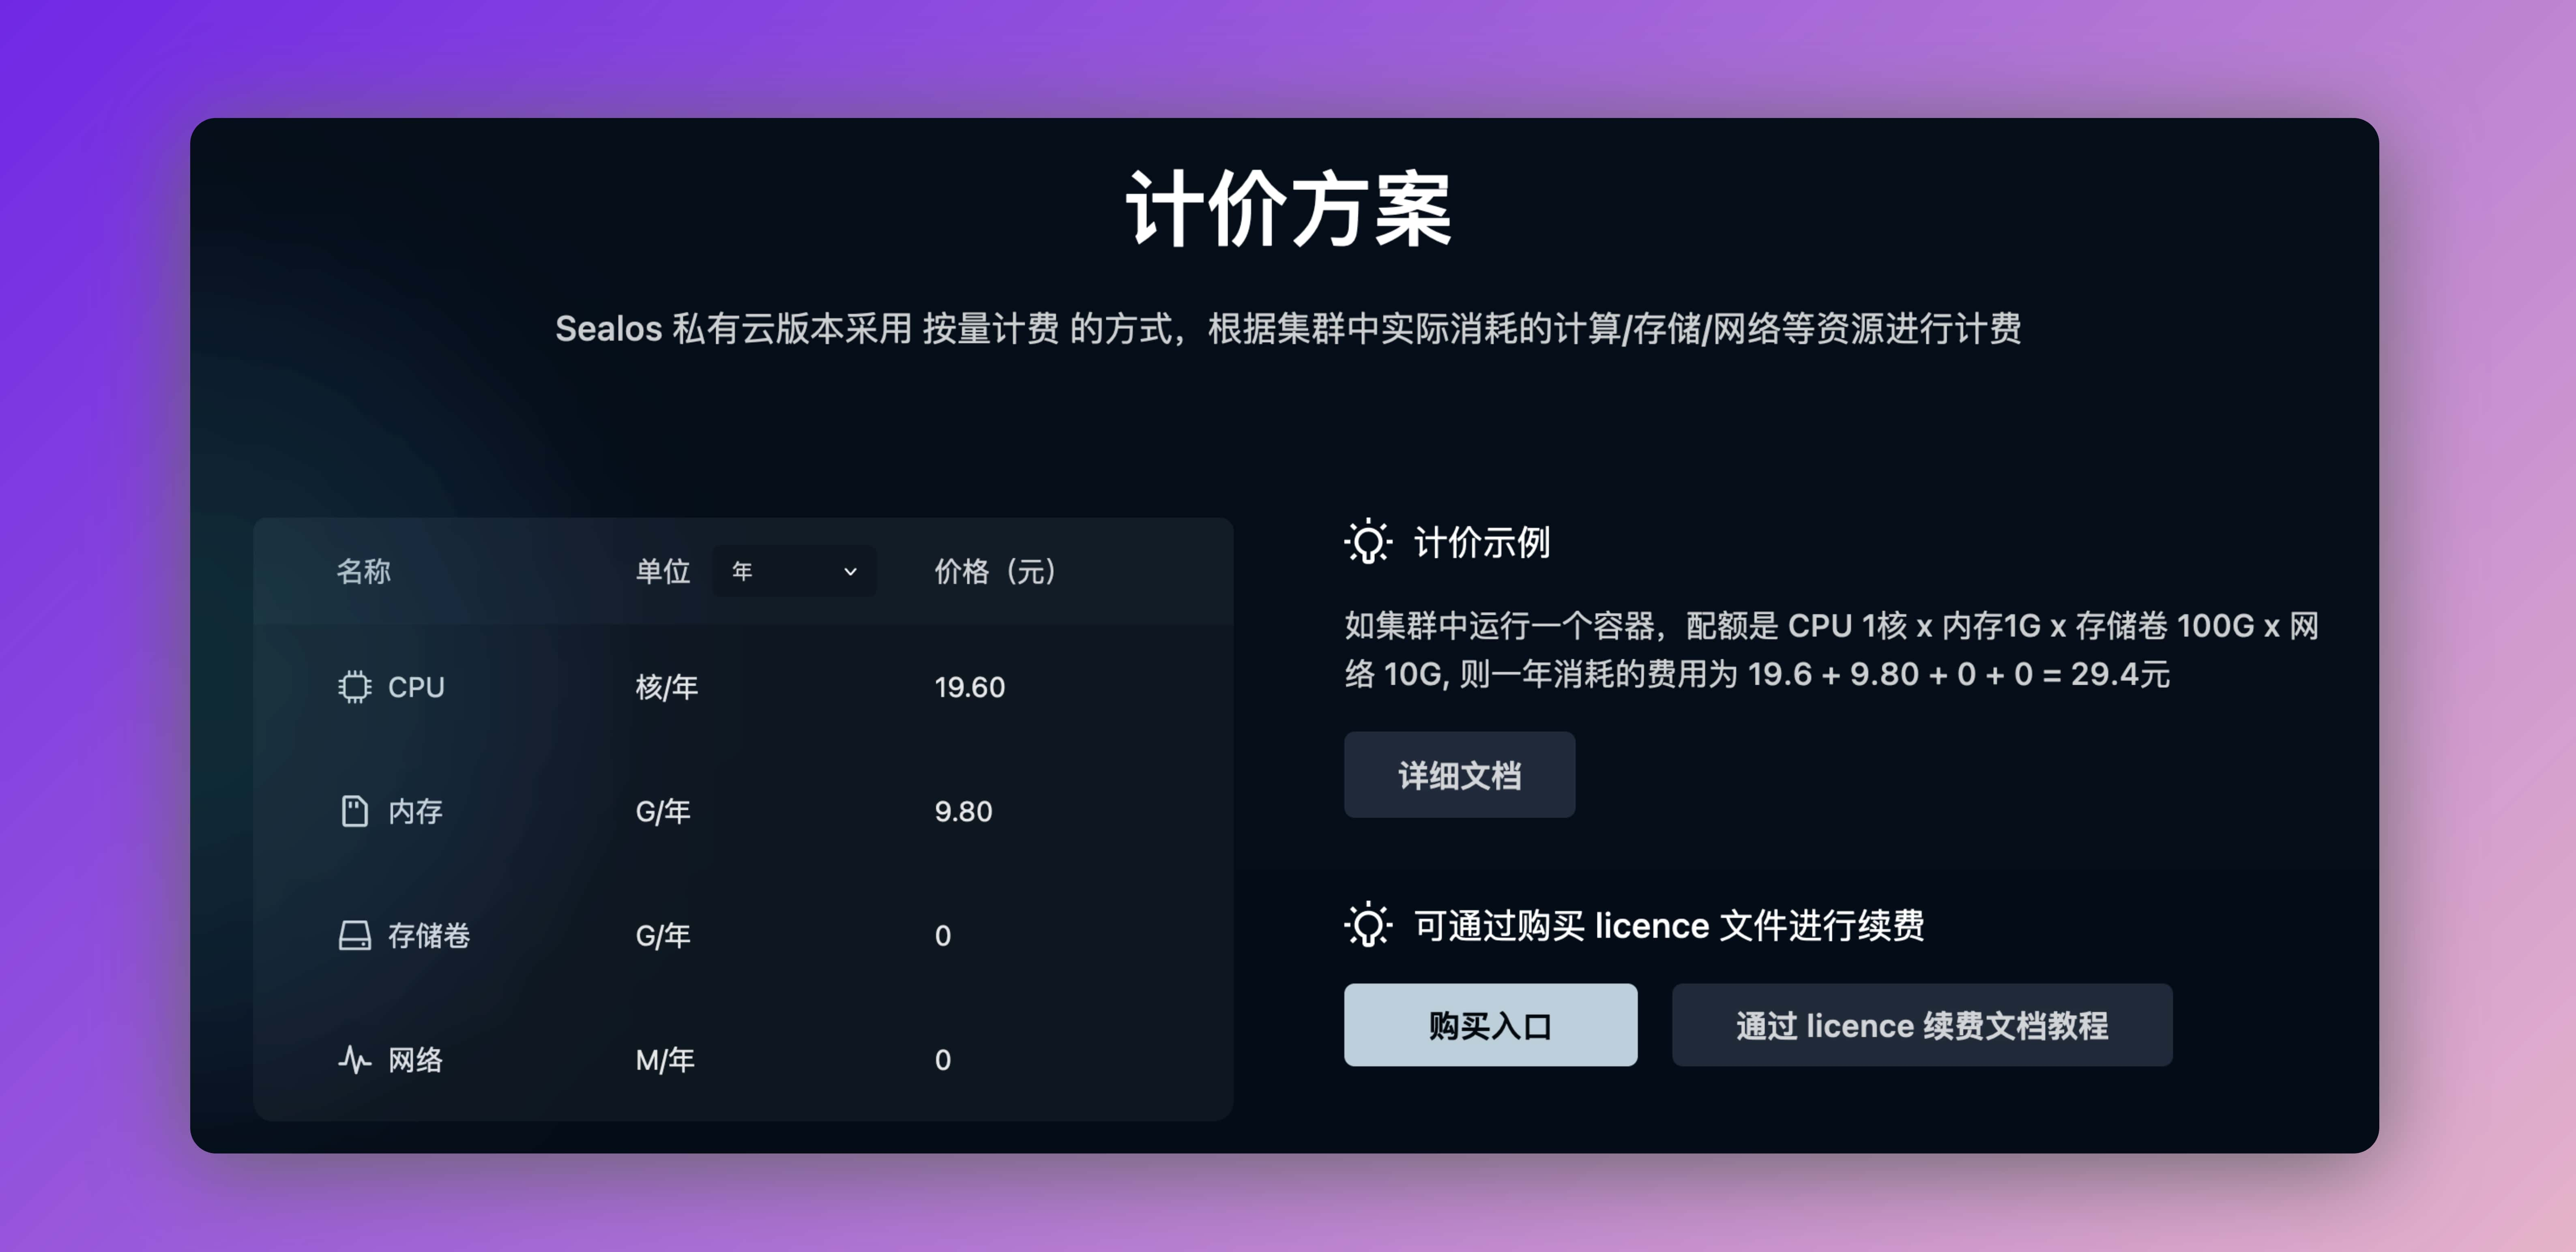 计价方案
Sealos 私有云版本采用 按量计费 的方式，根据集群中实际消耗的计算/存储/网络等资源进行计费
名称 单位 年 价格（元）
CPU 核/年 19.60
内存 G/年 9.80
存储卷 G/年 0
网络 M/年 0
计价示例
如集群中运行一个容器，配额是 CPU 1核 x 内存1G x 存储卷 100G x 网
络 10G, 则一年消耗的费用为 19.6 + 9.80 + 0 + 0 = 29.4元
详细文档
可通过购买 licence 文件进行续费
购买入口 通过 licence 续费文档教程